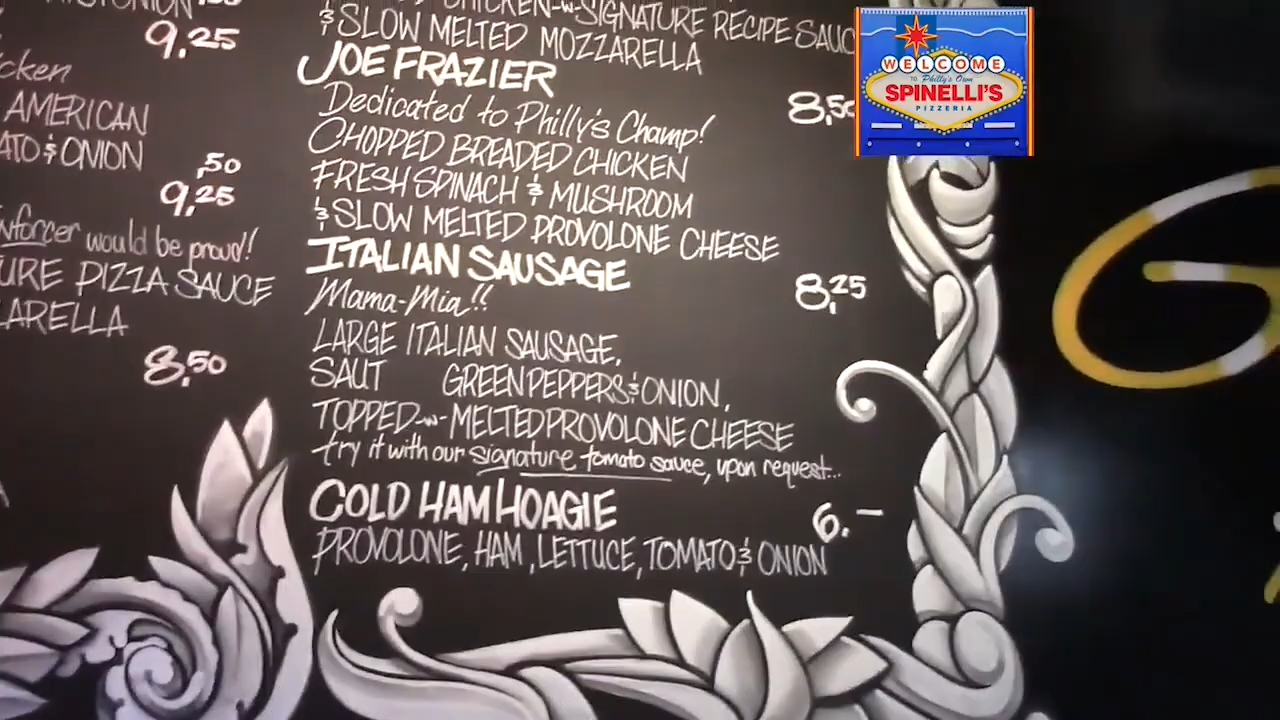 9,25
cken
AMERICAN
ATO & ONION
,50
9,25
nforcer would be proud!
URE PIZZA SAUCE
ARELLA
8,50
CHICKEN -W- SIGNATURE RECIPE SAUC
& SLOW MELTED MOZZARELLA
JOE FRAZIER
8,50
Dedicated to Philly's Champ!
CHOPPED BREADED CHICKEN
FRESH SPINACH & MUSHROOM
& SLOW MELTED PROVOLONE CHEESE
ITALIAN SAUSAGE
8,25
Mama-Mia!!
LARGE ITALIAN SAUSAGE,
SAUT GREEN PEPPERS & ONION,
TOPPED -w- MELTED PROVOLONE CHEESE
try it with our signature tomato sauce, upon request...
COLD HAM HOAGIE
6.-
PROVOLONE, HAM, LETTUCE, TOMATO & ONION
WELCOME
TO Philly's Own
SPINELLI'S
PIZZERIA
G